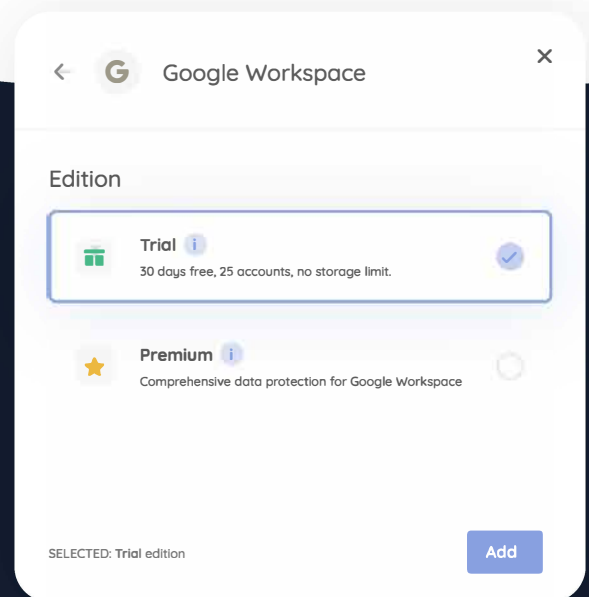 G Google Workspace
Edition
Trial i
30 days free, 25 accounts, no storage limit.
Premium i
Comprehensive data protection for Google Workspace
SELECTED: Trial edition
Add